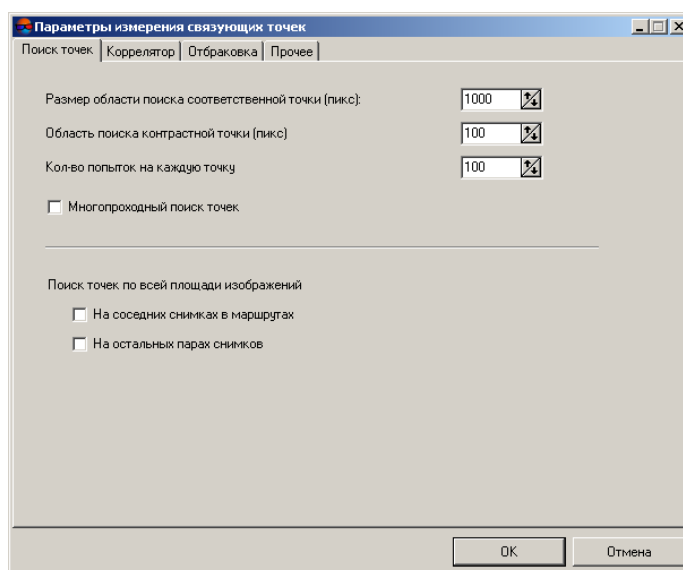 Параметры измерения связующих точек
Поиск точек Коррелятор Отбраковка Прочее
Размер области поиска соответственной точки (пикс): 1000
Область поиска контрастной точки (пикс) 100
Кол-во попыток на каждую точку 100
Многопроходный поиск точек
Поиск точек по всей площади изображений
На соседних снимках в маршрутах
На остальных парах снимков
OK Отмена